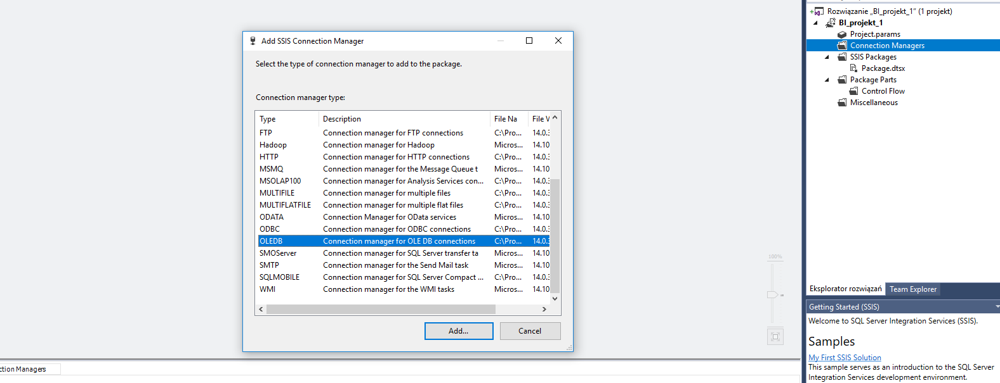 Add SSIS Connection Manager
Select the type of connection manager to add to the package.
Connection manager type:
Type Description File Na File V
FTP Connection manager for FTP connections C:\Pro... 14.0.3
Hadoop Connection manager for Hadoop Micros... 14.10
HTTP Connection manager for HTTP connections C:\Pro... 14.0.3
MSMQ Connection manager for the Message Queue t Micros... 14.10
MSOLAP100 Connection manager for Analysis Services con... C:\Pro... 14.0.3
MULTIFILE Connection manager for multiple files C:\Pro... 14.0.3
MULTIFLATFILE Connection manager for multiple flat files C:\Pro... 14.0.3
ODATA Connection Manager for OData services Micros... 14.10
ODBC Connection manager for ODBC connections C:\Pro... 14.0.3
OLEDB Connection manager for OLE DB connections C:\Pro... 14.0.3
SMOServer Connection manager for SQL Server transfer ta Micros... 14.10
SMTP Connection manager for the Send Mail task Micros... 14.10
SQLMOBILE Connection manager for SQL Server Compact ... C:\Pro... 14.0.3
WMI Connection manager for the WMI tasks Micros... 14.10
Add... Cancel
100%
ction Managers
Rozwiązanie „BI_projekt_1” (1 projekt)
BI_projekt_1
Project.params
Connection Managers
SSIS Packages
Package.dtsx
Package Parts
Control Flow
Miscellaneous
Eksplorator rozwiązań Team Explorer
Getting Started (SSIS)
Welcome to SQL Server Integration Services (SSIS).
Samples
My First SSIS Solution
This sample serves as an introduction to the SQL Server
Integration Services development environment.